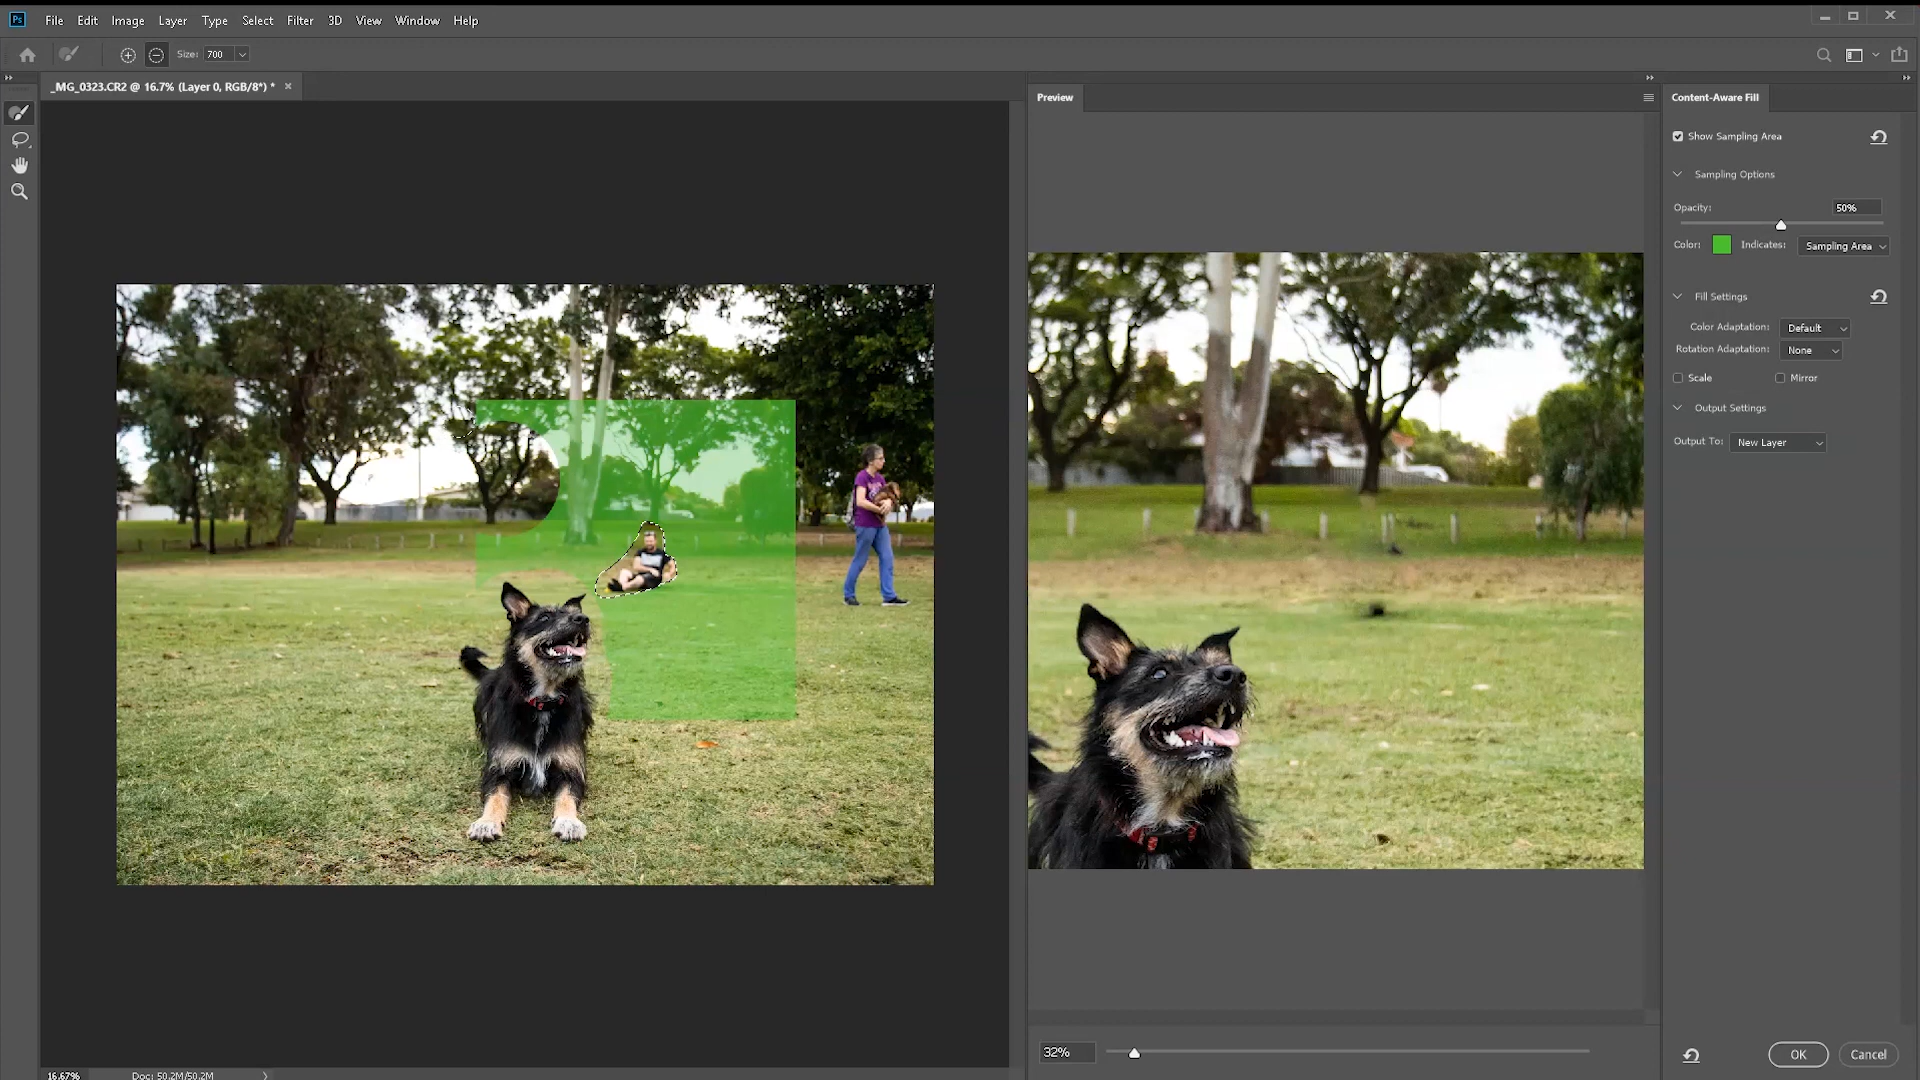 Ps File Edit Image Layer Type Select Filter 3D View Window Help
Size: 700
_MG_0323.CR2 @ 16.7% (Layer 0, RGB/8*) * ×
Preview
Content-Aware Fill
Show Sampling Area
Sampling Options
Opacity: 50%
Color: Indicates: Sampling Area
Fill Settings
Color Adaptation: Default
Rotation Adaptation: None
Scale Mirror
Output Settings
Output To: New Layer
32%
OK Cancel
16.67% Doc: 50.2M/50.2M